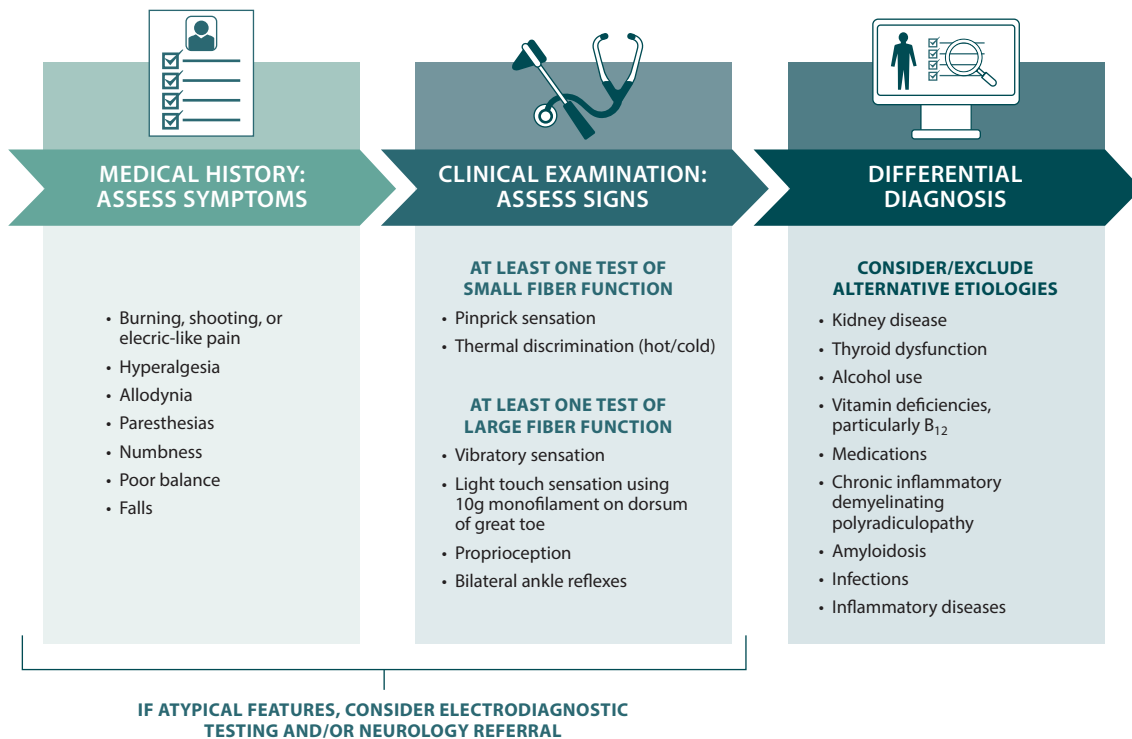 MEDICAL HISTORY:
ASSESS SYMPTOMS
• Burning, shooting, or
elecric-like pain
• Hyperalgesia
• Allodynia
• Paresthesias
• Numbness
• Poor balance
• Falls
CLINICAL EXAMINATION:
ASSESS SIGNS
AT LEAST ONE TEST OF
SMALL FIBER FUNCTION
• Pinprick sensation
• Thermal discrimination (hot/cold)
AT LEAST ONE TEST OF
LARGE FIBER FUNCTION
• Vibratory sensation
• Light touch sensation using
10g monofilament on dorsum
of great toe
• Proprioception
• Bilateral ankle reflexes
DIFFERENTIAL
DIAGNOSIS
CONSIDER/EXCLUDE
ALTERNATIVE ETIOLOGIES
• Kidney disease
• Thyroid dysfunction
• Alcohol use
• Vitamin deficiencies,
particularly B12
• Medications
• Chronic inflammatory
demyelinating
polyradiculopathy
• Amyloidosis
• Infections
• Inflammatory diseases
IF ATYPICAL FEATURES, CONSIDER ELECTRODIAGNOSTIC
TESTING AND/OR NEUROLOGY REFERRAL